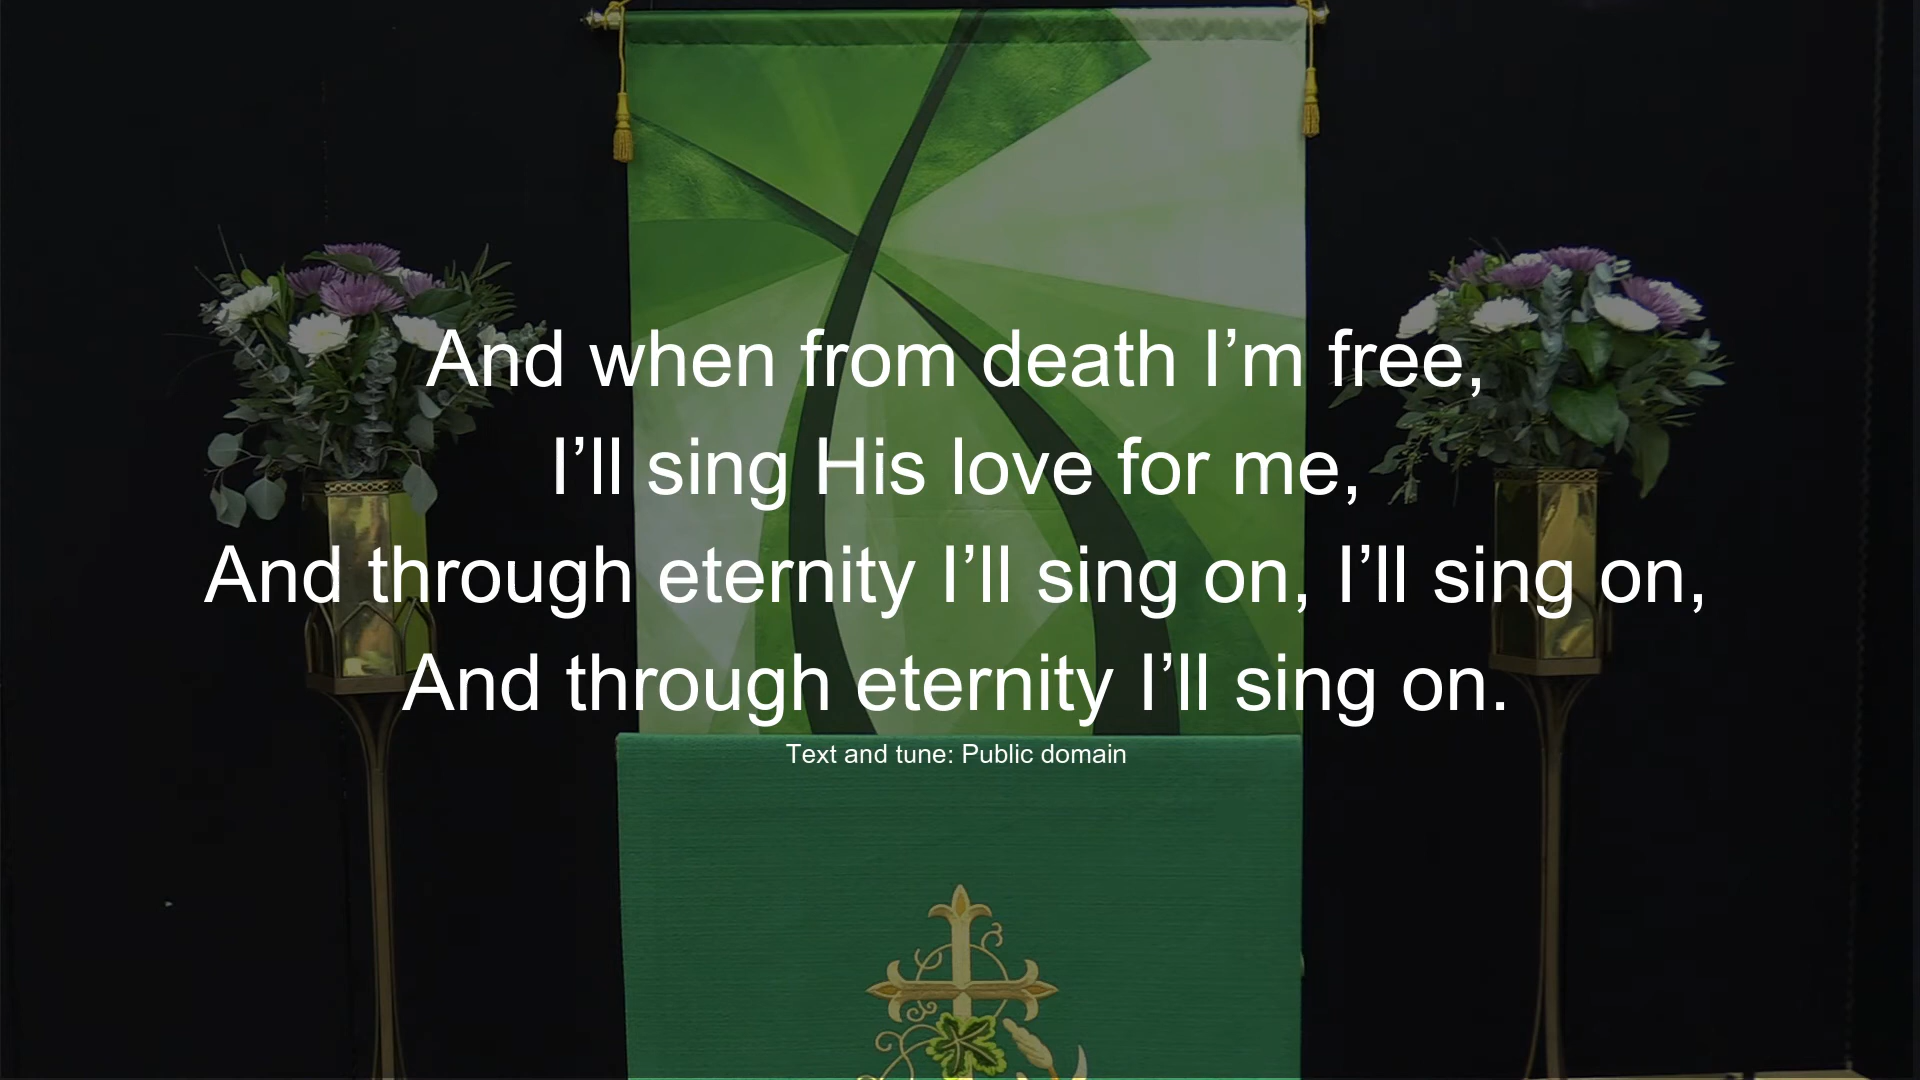 And when from death I’m free,
I’ll sing His love for me,
And through eternity I’ll sing on, I’ll sing on,
And through eternity I’ll sing on.
Text and tune: Public domain